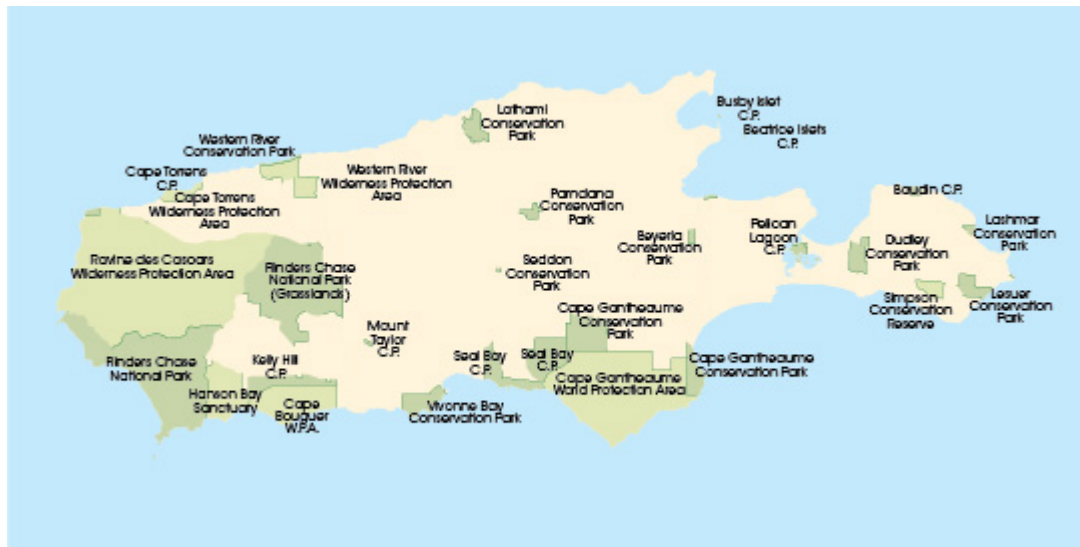 Busby Islet
C.P.
Beatrice Islets
C.P.
Lathami
Conservation
Park
Western River
Conservation Park
Cape Torrens
C.P.
Western River
Wilderness Protection
Area
Cape Torrens
Wilderness Protection
Area
Parndana
Conservation
Park
Baudin C.P.
Lashmar
Conservation
Park
Pelican
Lagoon
C.P.
Beyeria
Conservation
Park
Dudley
Conservation
Park
Ravine des Casoars
Wilderness Protection Area
Flinders Chase
National Park
(Grasslands)
Seddon
Conservation
Park
Simpson
Conservation
Reserve
Lesuer
Conservation
Park
Cape Gantheaume
Conservation
Park
Mount
Taylor
C.P.
Seal Bay
C.P.
Seal Bay
C.P.
Flinders Chase
National Park
Kelly Hill
C.P.
Cape Gantheaume
Conservation Park
Cape Gantheaume
World Protection Area
Hanson Bay
Sanctuary
Cape
Bouguer
W.P.A.
Vivonne Bay
Conservation Park